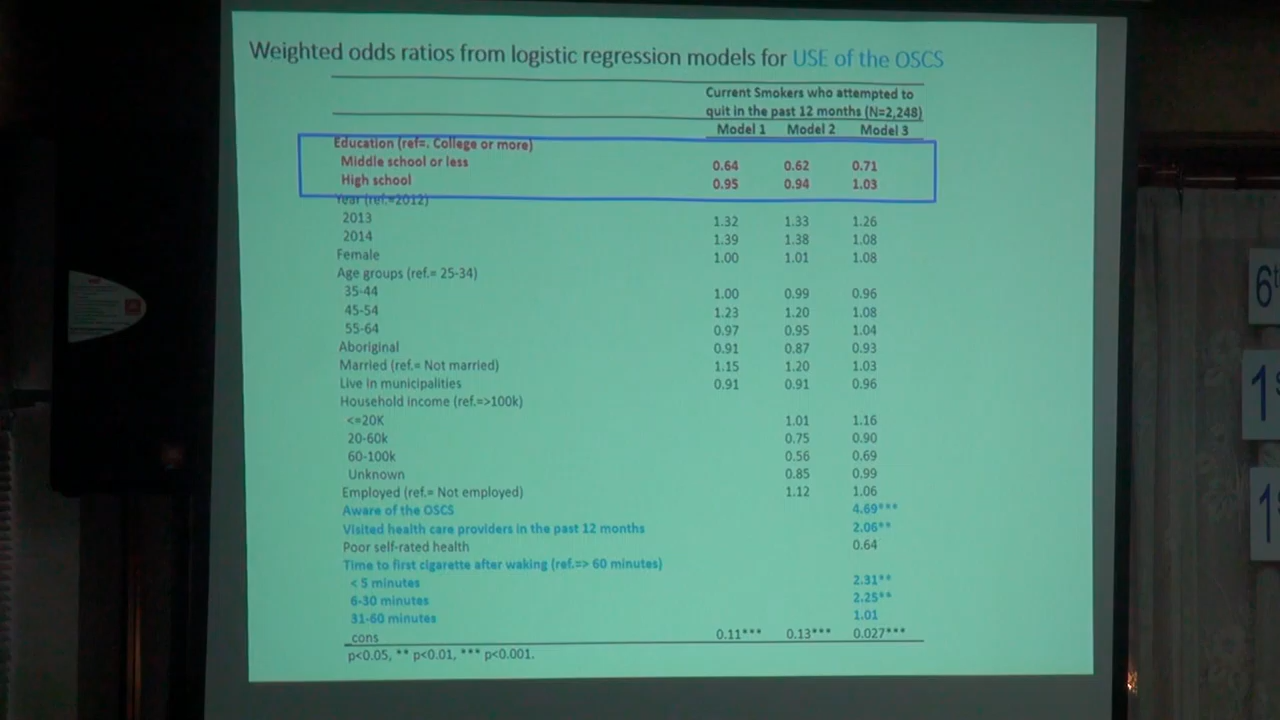 Weighted odds ratios from logistic regression models for USE of the OSCS
Current Smokers who attempted to
quit in the past 12 months (N=2,248)
Model 1 Model 2 Model 3
Education (ref=. College or more)
Middle school or less 0.64 0.62 0.71
High school 0.95 0.94 1.03
Year (ref.=2012)
2013 1.32 1.33 1.26
2014 1.39 1.38 1.08
Female 1.00 1.01 1.08
Age groups (ref.= 25-34)
35-44 1.00 0.99 0.96
45-54 1.23 1.20 1.08
55-64 0.97 0.95 1.04
Aboriginal 0.91 0.87 0.93
Married (ref.= Not married) 1.15 1.20 1.03
Live in municipalities 0.91 0.91 0.96
Household income (ref.=>100k)
<=20K 1.01 1.16
20-60k 0.75 0.90
60-100k 0.56 0.69
Unknown 0.85 0.99
Employed (ref.= Not employed) 1.12 1.06
Aware of the OSCS 4.69***
Visited health care providers in the past 12 months 2.06**
Poor self-rated health 0.64
Time to first cigarette after waking (ref.=> 60 minutes)
< 5 minutes 2.31**
6-30 minutes 2.25**
31-60 minutes 1.01
_cons 0.11*** 0.13*** 0.027***
p<0.05, ** p<0.01, *** p<0.001.
6t
1s
1